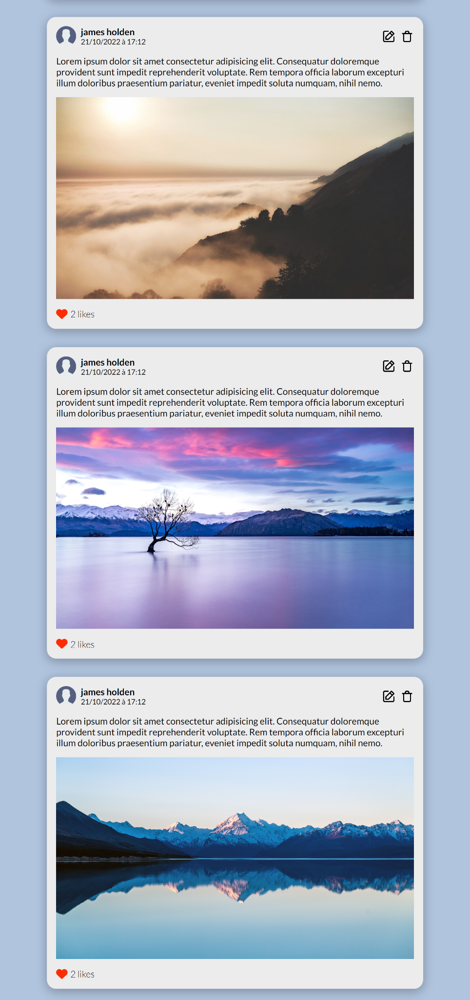 james holden
21/10/2022 à 17:12
Lorem ipsum dolor sit amet consectetur adipisicing elit. Consequatur doloremque
provident sunt impedit reprehenderit voluptate. Rem tempora officia laborum excepturi
illum doloribus praesentium pariatur, eveniet impedit soluta numquam, nihil nemo.
2 likes
james holden
21/10/2022 à 17:12
Lorem ipsum dolor sit amet consectetur adipisicing elit. Consequatur doloremque
provident sunt impedit reprehenderit voluptate. Rem tempora officia laborum excepturi
illum doloribus praesentium pariatur, eveniet impedit soluta numquam, nihil nemo.
2 likes
james holden
21/10/2022 à 17:12
Lorem ipsum dolor sit amet consectetur adipisicing elit. Consequatur doloremque
provident sunt impedit reprehenderit voluptate. Rem tempora officia laborum excepturi
illum doloribus praesentium pariatur, eveniet impedit soluta numquam, nihil nemo.
2 likes